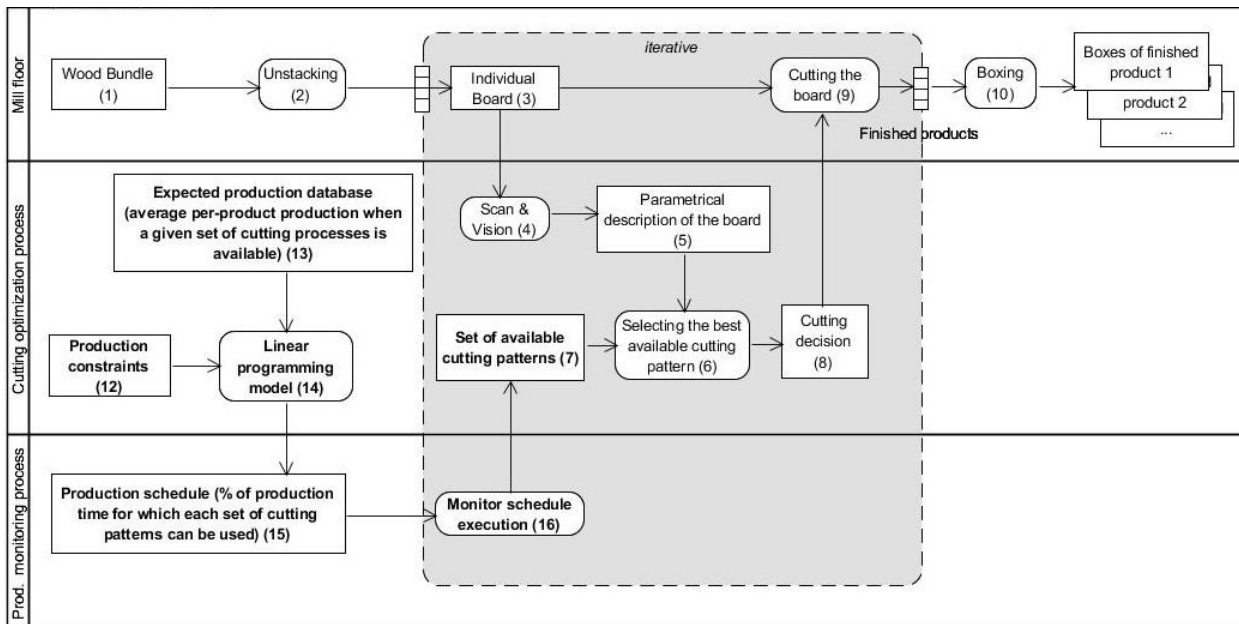 Mill floor
Wood Bundle
(1)
Unstacking
(2)
iterative
Individual
Board (3)
Cutting the
board (9)
Finished products
Boxing
(10)
Boxes of finished
product 1
product 2
...
Cutting optimization process
Expected production database
(average per-product production when
a given set of cutting processes is
available) (13)
Scan &
Vision (4)
Parametrical
description of the board
(5)
Production
constraints
(12)
Linear
programming
model (14)
Set of available
cutting patterns (7)
Selecting the best
available cutting
pattern (6)
Cutting
decision
(8)
Prod. monitoring process
Production schedule (% of production
time for which each set of cutting
patterns can be used) (15)
Monitor schedule
execution (16)